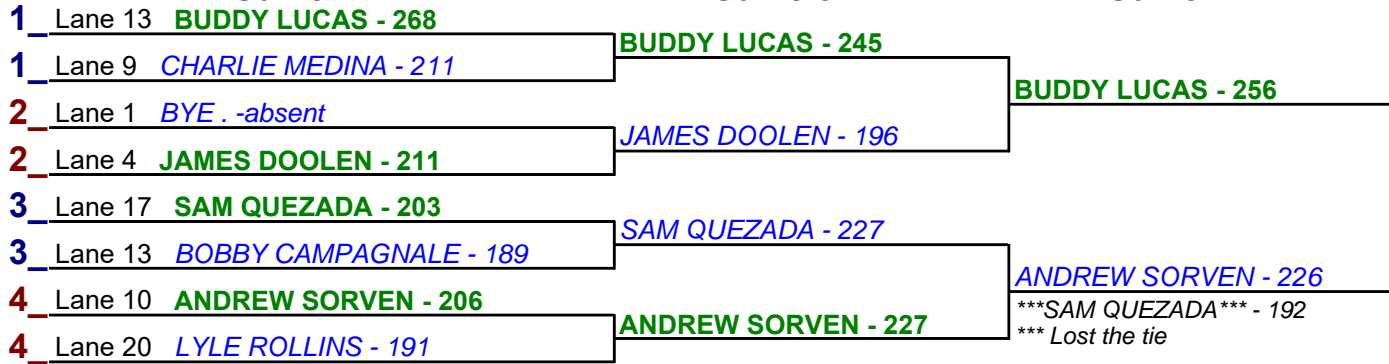 1_ Lane 13 BUDDY LUCAS - 268
BUDDY LUCAS - 245
1_ Lane 9 CHARLIE MEDINA - 211
BUDDY LUCAS - 256
2_ Lane 1 BYE . -absent
JAMES DOOLEN - 196
2_ Lane 4 JAMES DOOLEN - 211
3_ Lane 17 SAM QUEZADA - 203
SAM QUEZADA - 227
3_ Lane 13 BOBBY CAMPAGNALE - 189
ANDREW SORVEN - 226
4_ Lane 10 ANDREW SORVEN - 206
***SAM QUEZADA*** - 192
ANDREW SORVEN - 227
*** Lost the tie
4_ Lane 20 LYLE ROLLINS - 191